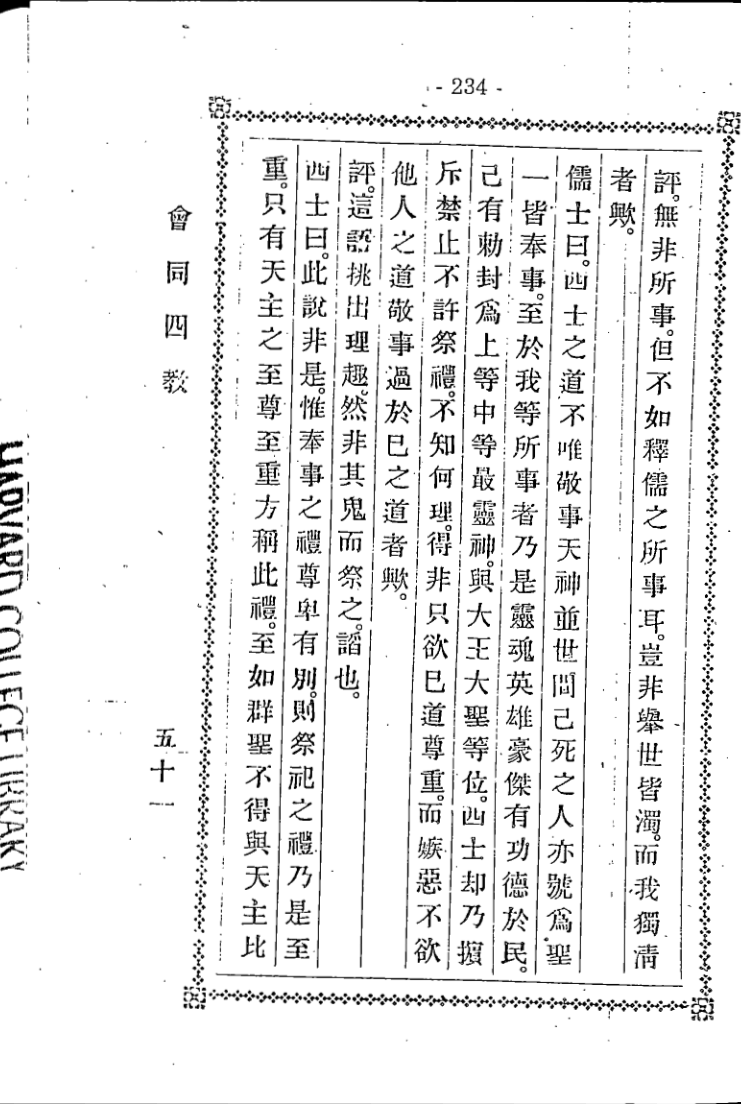 - 234 -
評。無非所事。但不如釋儒之所事耳。豈非舉世皆濁。而我獨淸
者歟。
儒士曰。西士之道不唯敬事天神並世間已死之人亦號爲聖
一皆奉事。至於我等所事者乃是靈魂英雄豪傑有功德於民。
已有勅封爲上等中等最靈神。與大王大聖等位。西士却乃擯
斥禁止不許祭禮。不知何理。得非只欲已道尊重。而嫉惡不欲
他人之道敬事過於已之道者歟。
評。這證挑出理趣。然非其鬼而祭之。諂也。
西士曰。此說非是。惟奉事之禮尊卑有別。則祭祀之禮乃是至
重。只有天主之至尊至重方稱此禮。至如群聖不得與天主比
會同四教
五十一
HARVARD COLLEGE LIBRARY